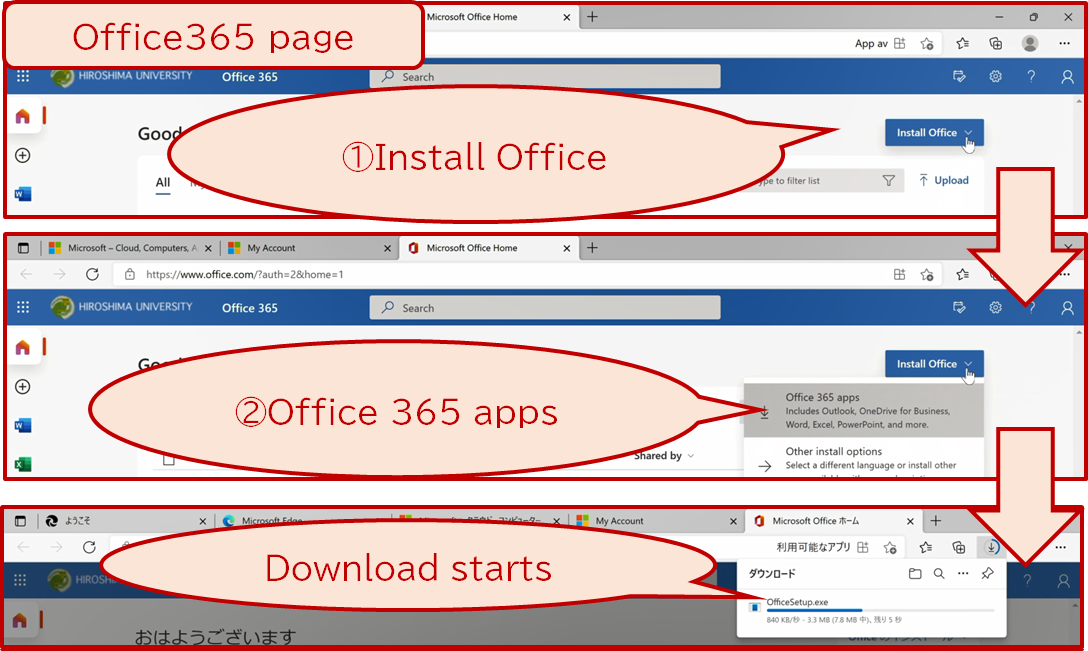 Office365 page
Microsoft Office Home
App av
HIROSHIMA UNIVERSITY
Office 365
Search
Good
①Install Office
Install Office
All
ype to filter list
Upload
Microsoft – Cloud, Computers, A
My Account
Microsoft Office Home
https://www.office.com/?auth=2&home=1
HIROSHIMA UNIVERSITY
Office 365
Search
Install Office
②Office 365 apps
Office 365 apps
Includes Outlook, OneDrive for Business,
Word, Excel, PowerPoint, and more.
Shared by
Other install options
Select a different language or install other
ようこそ
Microsoft Edge
My Account
Microsoft Office ホーム
利用可能なアプリ
Download starts
HIROSH
ダウンロード
OfficeSetup.exe
840 KB/秒 - 3.3 MB (7.8 MB 中)、残り 5 秒
おはようございます